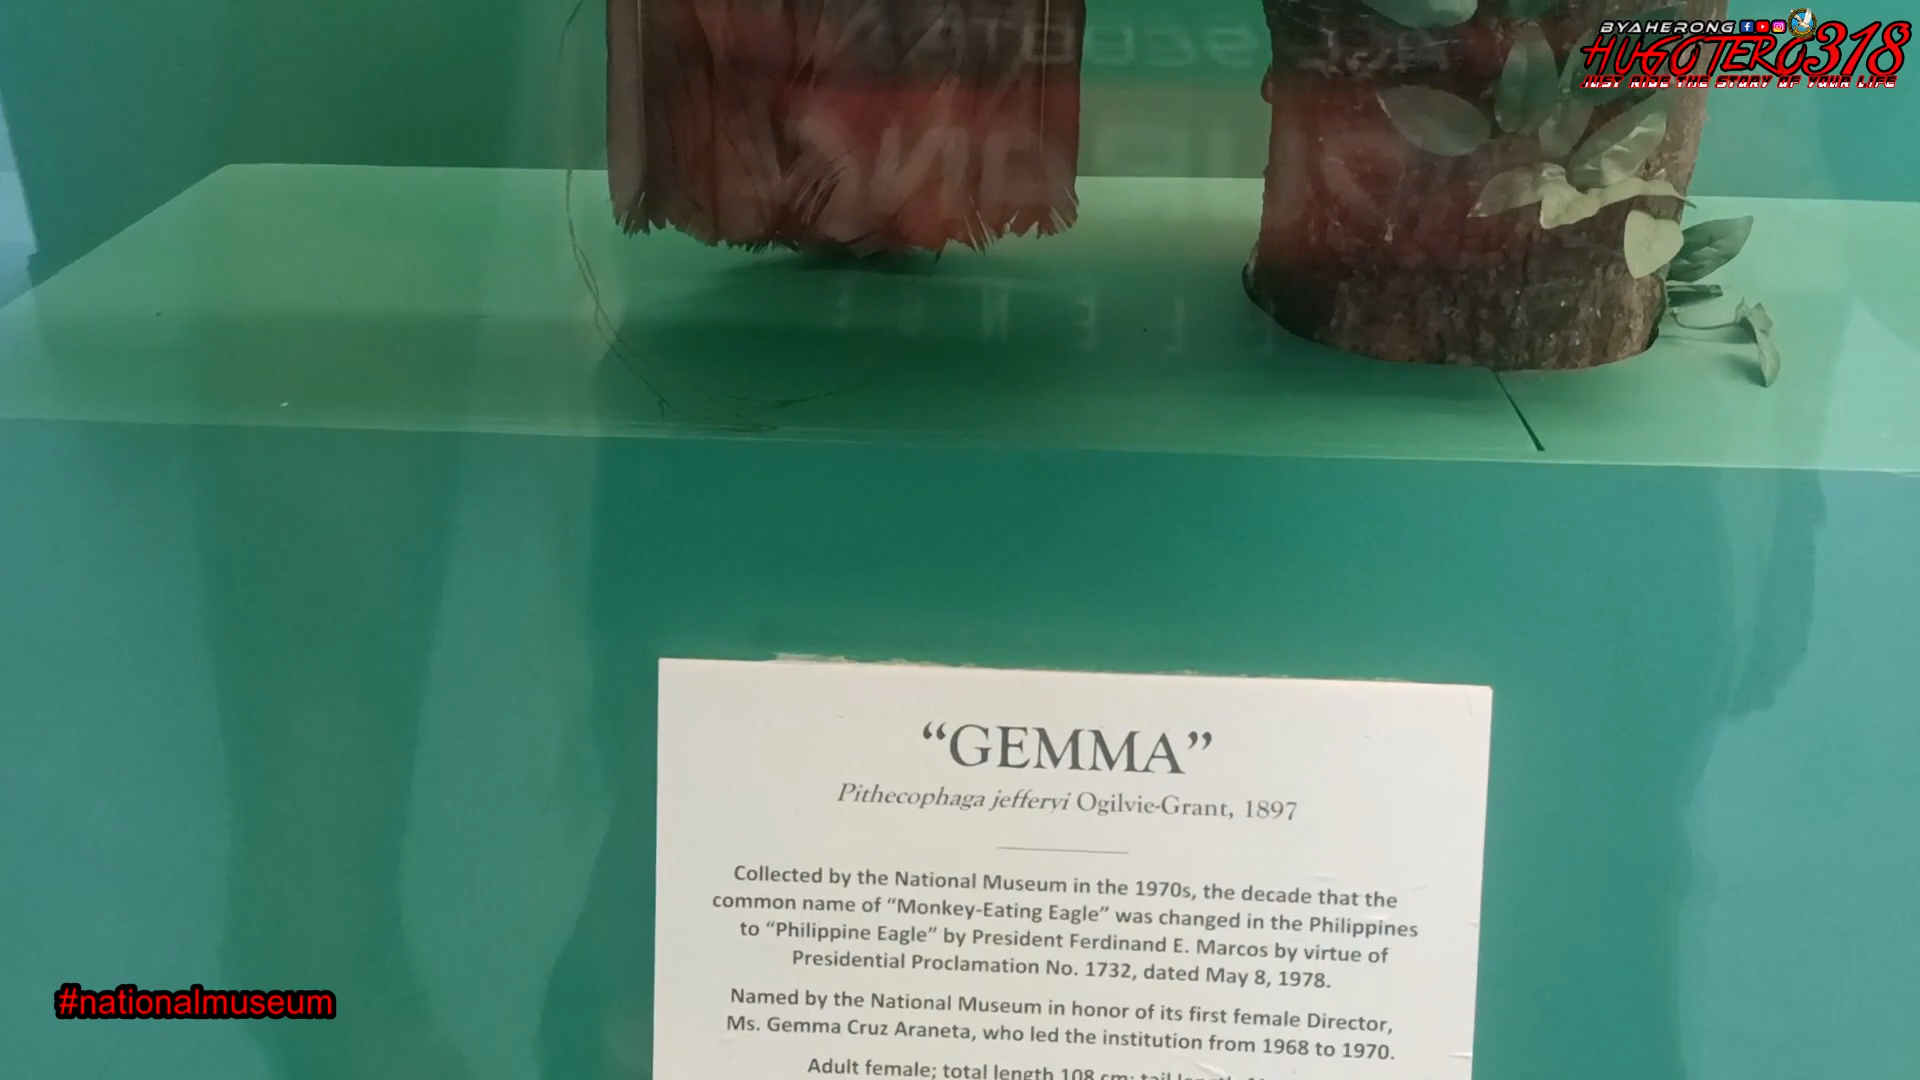 BYAHERONG
HUGOTERO318
JUST RIDE THE STORY OF YOUR LIFE
“GEMMA”
Pithecophaga jefferyi Ogilvie-Grant, 1897
Collected by the National Museum in the 1970s, the decade that the
common name of “Monkey-Eating Eagle” was changed in the Philippines
to “Philippine Eagle” by President Ferdinand E. Marcos by virtue of
Presidential Proclamation No. 1732, dated May 8, 1978.
Named by the National Museum in honor of its first female Director,
Ms. Gemma Cruz Araneta, who led the institution from 1968 to 1970.
Adult female; total length 108 cm; tail
#nationalmuseum